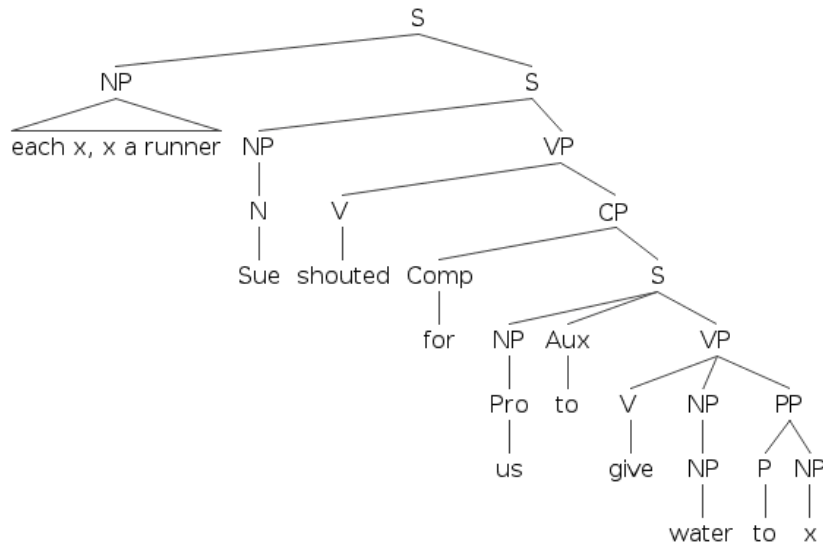 S
NP S
each x, x a runner NP VP
N V CP
Sue shouted Comp S
for NP Aux VP
Pro to V NP PP
us give NP P NP
water to x